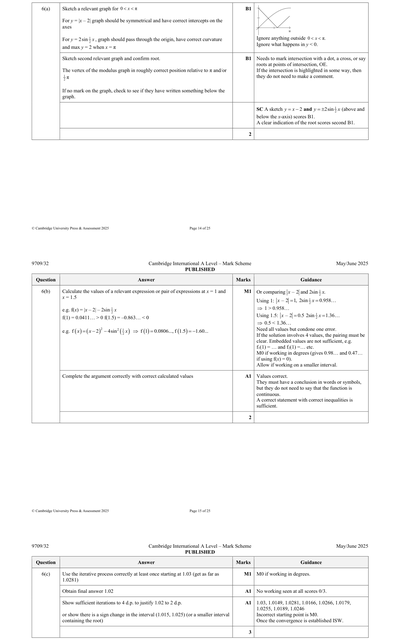 6(a)
Sketch a relevant graph for 0 < x < π
B1
For y = |x − 2| graph should be symmetrical and have correct intercepts on the
axes
For y = 2sin ½x, graph should pass through the origin, have correct curvature
and max y = 2 when x = π
Ignore anything outside 0 < x < π.
Ignore what happens in y < 0.
Sketch second relevant graph and confirm root.
B1
Needs to mark intersection with a dot, a cross, or say
roots at points of intersection, OE.
If the intersection is highlighted in some way, then
they do not need to make a comment.
The vertex of the modulus graph in roughly correct position relative to π and/or
½π
If no mark on the graph, check to see if they have written something below the
graph.
SC A sketch y = x − 2 and y = ±2sin ½x (above and
below the x-axis) scores B1.
A clear indication of the root scores second B1.
2
© Cambridge University Press & Assessment 2025
Page 14 of 25
9709/32
Cambridge International A Level – Mark Scheme
May/June 2025
PUBLISHED
Question
Answer
Marks
Guidance
6(b)
Calculate the values of a relevant expression or pair of expressions at x = 1 and
x = 1.5
M1
Or comparing |x − 2| and 2sin ½x.
Using 1: |x − 2| = 1, 2sin ½x = 0.958…
⇒ 1 > 0.958…
Using 1.5: |x − 2| = 0.5 2sin ½x = 1.36…
⇒ 0.5 < 1.36…
e.g. f(x) = |x − 2| − 2sin ½x
f(1) = 0.0411… > 0 f(1.5) = −0.863… < 0
e.g. f(x) = (x − 2)² − 4sin²(½x) ⇒ f(1) = 0.0806..., f(1.5) = −1.60...
Need all values but condone one error.
If the solution involves 4 values, the pairing must be
clear. Embedded values are not sufficient, e.g.
f₁(1) = … and f₂(1) =… etc.
M0 if working in degrees (gives 0.98… and 0.47…
if using f(x) = 0).
Allow if working on a smaller interval.
Complete the argument correctly with correct calculated values
A1
Values correct.
They must have a conclusion in words or symbols,
but they do not need to state that the function is
continuous.
A correct statement with correct inequalities is
sufficient.
2
© Cambridge University Press & Assessment 2025
Page 15 of 25
9709/32
Cambridge International A Level – Mark Scheme
May/June 2025
PUBLISHED
Question
Answer
Marks
Guidance
6(c)
Use the iterative process correctly at least once starting at 1.03 (get as far as
1.0281)
M1
M0 if working in degrees.
Obtain final answer 1.02
A1
No working seen at all scores 0/3.
Show sufficient iterations to 4 d.p. to justify 1.02 to 2 d.p.
or show there is a sign change in the interval (1.015, 1.025) (or a smaller interval
containing the root)
A1
1.03, 1.0149, 1.0281, 1.0166, 1.0266, 1.0179,
1.0255, 1.0189, 1.0246
Incorrect starting point is M0.
Once the convergence is established ISW.
3